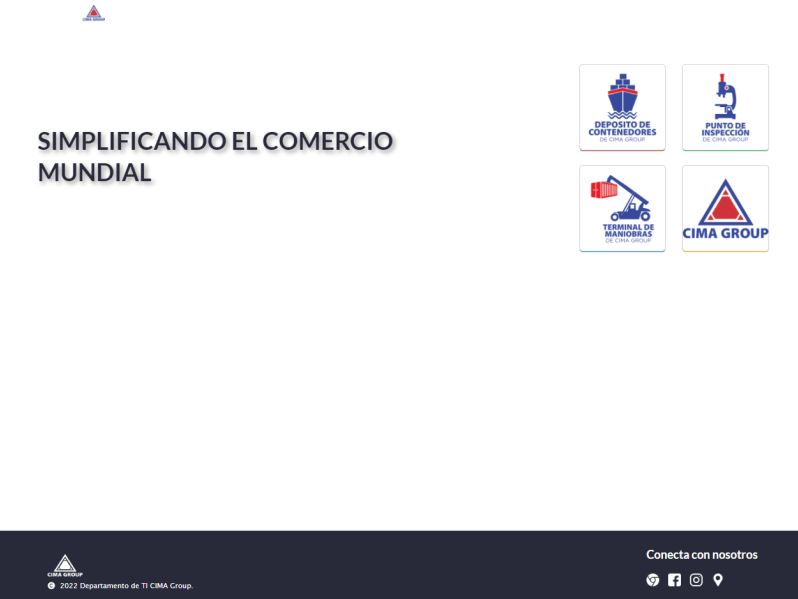 CIMA GROUP
SIMPLIFICANDO EL COMERCIO
MUNDIAL
DEPOSITO DE
CONTENEDORES
DE CIMA GROUP
PUNTO DE
INSPECCIÓN
DE CIMA GROUP
TERMINAL DE
MANIOBRAS
DE CIMA GROUP
CIMA GROUP
CIMA GROUP
2022 Departamento de TI CIMA Group.
Conecta con nosotros